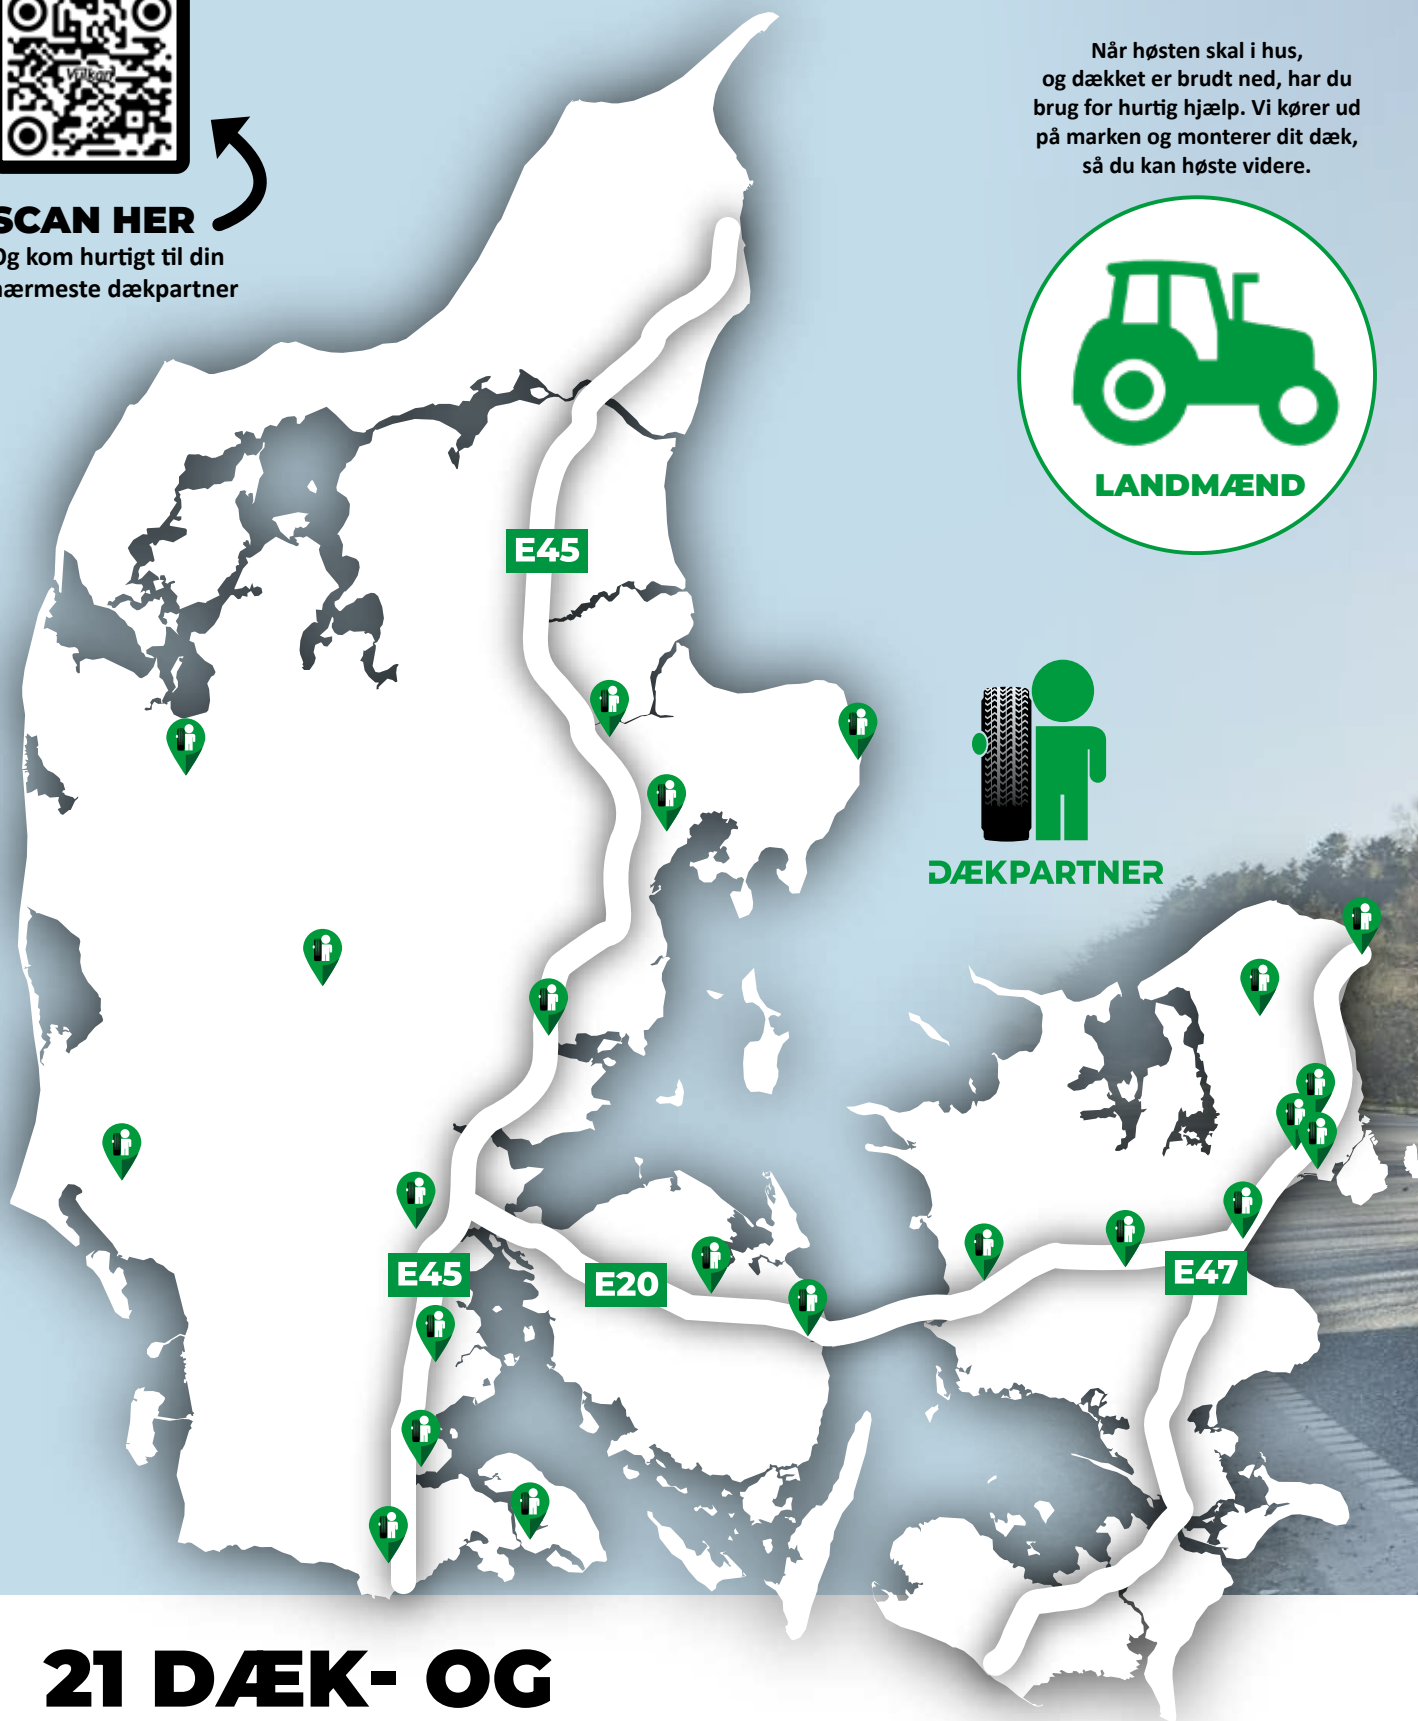 Vulkan
SCAN HER
Og kom hurtigt til din
nærmeste dækpartner
Når høsten skal i hus,
og dækket er brudt ned, har du
brug for hurtig hjælp. Vi kører ud
på marken og monterer dit dæk,
så du kan høste videre.
LANDMÆND
E45
DÆKPARTNER
E45
E20
E47
21 DÆK- OG